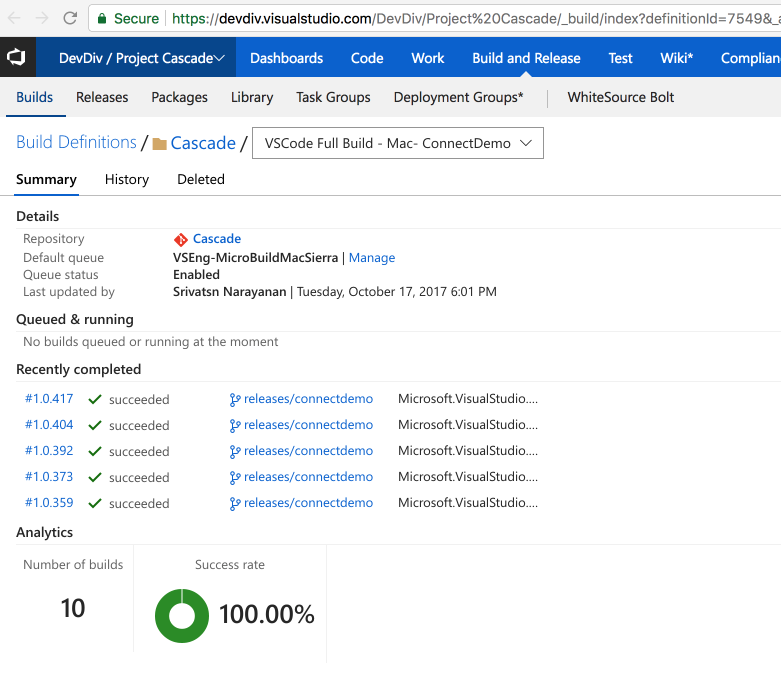 Secure https://devdiv.visualstudio.com/DevDiv/Project%20Cascade/_build/index?definitionId=7549&_a
DevDiv / Project Cascade Dashboards Code Work Build and Release Test Wiki* Complian
Builds Releases Packages Library Task Groups Deployment Groups* WhiteSource Bolt
Build Definitions / Cascade / VSCode Full Build - Mac- ConnectDemo
Summary History Deleted
Details
Repository Cascade
Default queue VSEng-MicroBuildMacSierra | Manage
Queue status Enabled
Last updated by Srivatsn Narayanan | Tuesday, October 17, 2017 6:01 PM
Queued & running
No builds queued or running at the moment
Recently completed
#1.0.417 succeeded releases/connectdemo Microsoft.VisualStudio....
#1.0.404 succeeded releases/connectdemo Microsoft.VisualStudio....
#1.0.392 succeeded releases/connectdemo Microsoft.VisualStudio....
#1.0.373 succeeded releases/connectdemo Microsoft.VisualStudio....
#1.0.359 succeeded releases/connectdemo Microsoft.VisualStudio....
Analytics
Number of builds Success rate
10 100.00%